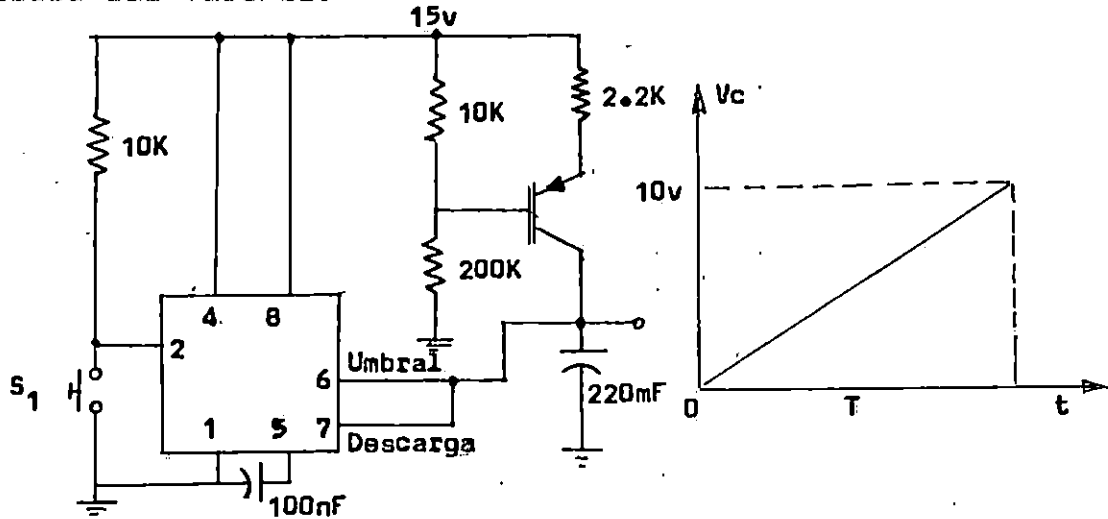 15v
10K
10K
2.2K
Vc
10v
200K
4 8
2
S1
Umbral
6
220mF
0 T t
1 5 7
Descarga
100nF